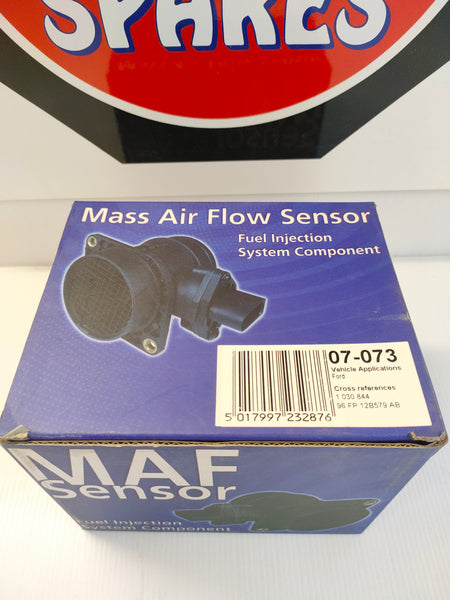 SPARES
Mass Air Flow Sensor
Fuel Injection
System Component
07-073
Vehicle Applications
Ford
Cross references
1 030 844
96 FP 12B579 AB
5 017997 232876
MAF
Sensor
Fuel Injection
System Component